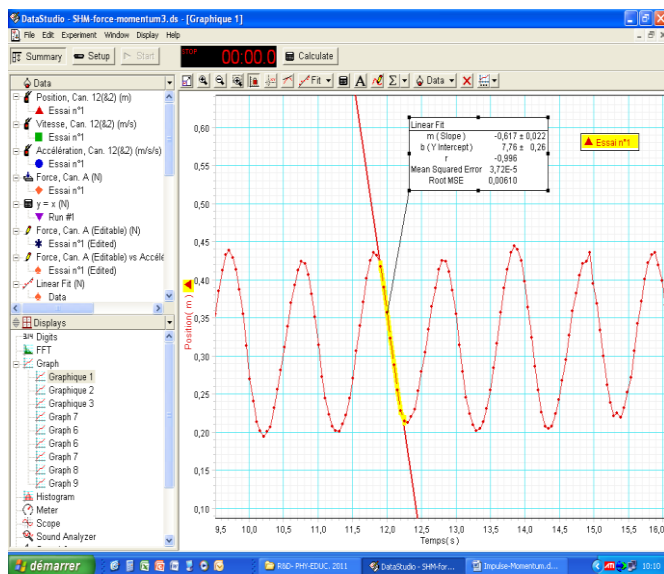 DataStudio - SHM-force-momentum3.ds - [Graphique 1]
File Edit Experiment Window Display Help
Summary Setup Start STOP 00:00.0 Calculate
Fit A Σ Data
Data
Position, Can. 12(&2) (m)
Essai n°1
Vitesse, Can. 12(&2) (m/s)
Essai n°1
Accélération, Can. 12(&2) (m/s/s)
Essai n°1
Force, Can. A (N)
Essai n°1
y = x (N)
Run #1
Force, Can. A (Editable) (N)
Essai n°1 (Edited)
Force, Can. A (Editable) vs Accéle
Essai n°1 (Edited)
Linear Fit (N)
Data
Displays
3.14 Digits
FFT
Graph
Graphique 1
Graphique 2
Graphique 3
Graph 7
Graph 6
Graph 6
Graph 7
Graph 8
Graph 9
Histogram
Meter
Scope
Sound Analyzer
Linear Fit
m (Slope) -0,617 ± 0,022
b (Y Intercept) 7,76 ± 0,26
r -0,996
Mean Squared Error 3,72E-5
Root MSE 0,00610
Essai n°1
Position( m )
0,60
0,55
0,50
0,45
0,40
0,35
0,30
0,25
0,20
0,15
0,10
9,5 10,0 10,5 11,0 11,5 12,0 12,5 13,0 13,5 14,0 14,5 15,0 15,5 16,0
Temps( s )
démarrer
R&D- PHY-EDUC. 2011
DataStudio - SHM-for...
Impulse-Momentum.d...
10:10